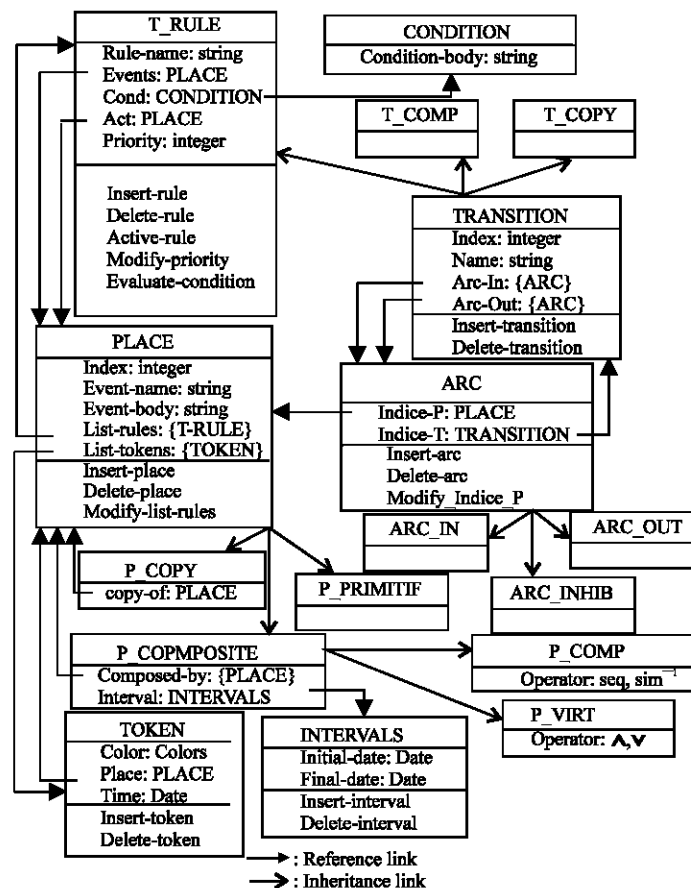 T_RULE
Rule-name: string
Events: PLACE
Cond: CONDITION
Act: PLACE
Priority: integer
Insert-rule
Delete-rule
Active-rule
Modify-priority
Evaluate-condition
CONDITION
Condition-body: string
T_COMP
T_COPY
TRANSITION
Index: integer
Name: string
Arc-In: {ARC}
Arc-Out: {ARC}
Insert-transition
Delete-transition
PLACE
Index: integer
Event-name: string
Event-body: string
List-rules: {T-RULE}
List-tokens: {TOKEN}
Insert-place
Delete-place
Modify-list-rules
ARC
Indice-P: PLACE
Indice-T: TRANSITION
Insert-arc
Delete-arc
Modify_Indice_P
ARC_IN
ARC_OUT
ARC_INHIB
P_COPY
copy-of: PLACE
P_PRIMITIF
P_COPMPOSITE
Composed-by: {PLACE}
Interval: INTERVALS
P_COMP
Operator: seq, sim⁻¹
P_VIRT
Operator: ∧,∨
TOKEN
Color: Colors
Place: PLACE
Time: Date
Insert-token
Delete-token
INTERVALS
Initial-date: Date
Final-date: Date
Insert-interval
Delete-interval
: Reference link
: Inheritance link